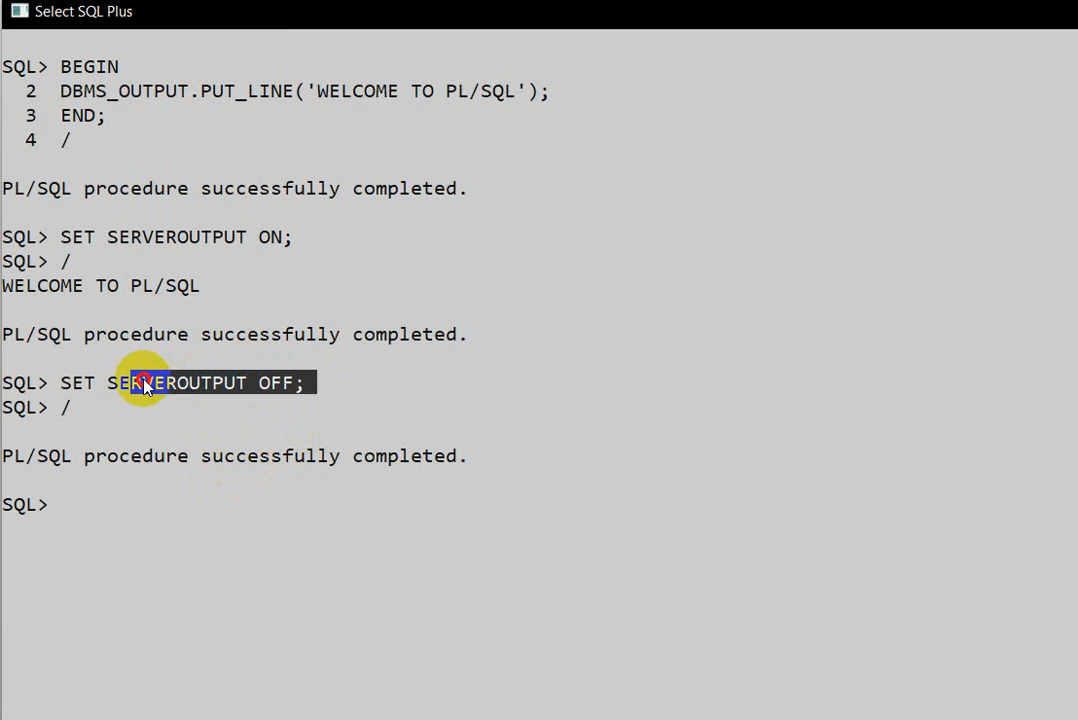 Select SQL Plus
SQL> BEGIN
2 DBMS_OUTPUT.PUT_LINE('WELCOME TO PL/SQL');
3 END;
4 /
PL/SQL procedure successfully completed.
SQL> SET SERVEROUTPUT ON;
SQL> /
WELCOME TO PL/SQL
PL/SQL procedure successfully completed.
SQL> SET SERVEROUTPUT OFF;
SQL> /
PL/SQL procedure successfully completed.
SQL>